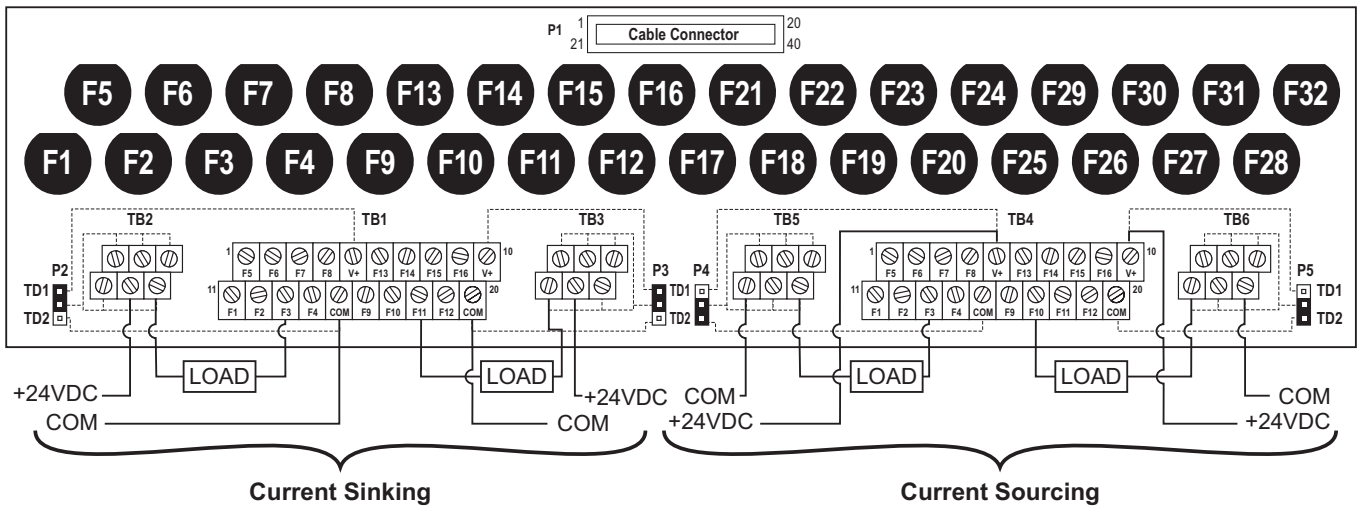 P1 1 Cable Connector 20
21 40
F5 F6 F7 F8 F13 F14 F15 F16 F21 F22 F23 F24 F29 F30 F31 F32
F1 F2 F3 F4 F9 F10 F11 F12 F17 F18 F19 F20 F25 F26 F27 F28
TB2 TB1 TB3 TB5 TB4 TB6
1 10 1 10
F5 F6 F7 F8 V+ F13 F14 F15 F16 V+ F5 F6 F7 F8 V+ F13 F14 F15 F16 V+
P2 P3 P4 P5
11 20 11 20
TD1 TD1 TD1
TD2 TD2 TD2
F1 F2 F3 F4 COM F9 F10 F11 F12 COM F1 F2 F3 F4 COM F9 F10 F11 F12 COM
LOAD LOAD LOAD LOAD
+24VDC +24VDC COM COM
COM COM +24VDC +24VDC
Current Sinking Current Sourcing